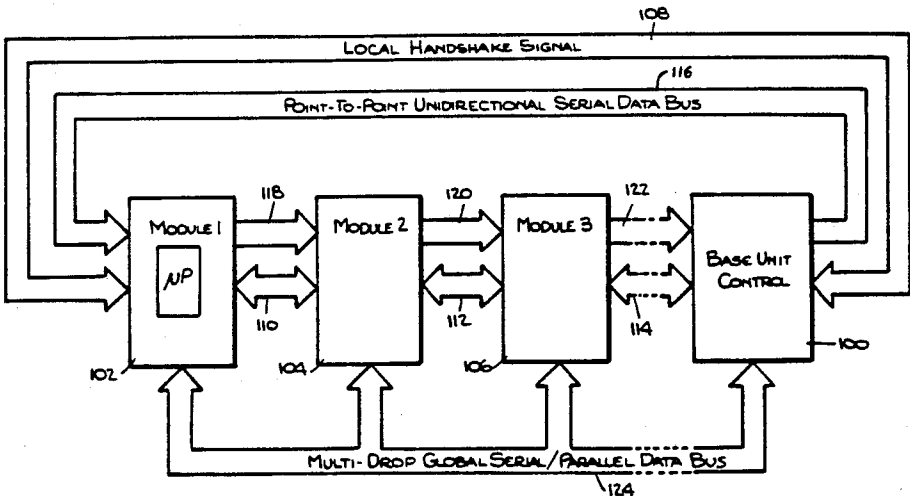 108
LOCAL HANDSHAKE SIGNAL
116
POINT-TO-POINT UNIDIRECTIONAL SERIAL DATA BUS
118
120
122
MODULE 1
MODULE 2
MODULE 3
BASE UNIT
CONTROL
μP
110
112
114
102
104
106
100
MULTI-DROP GLOBAL SERIAL/PARALLEL DATA BUS
124